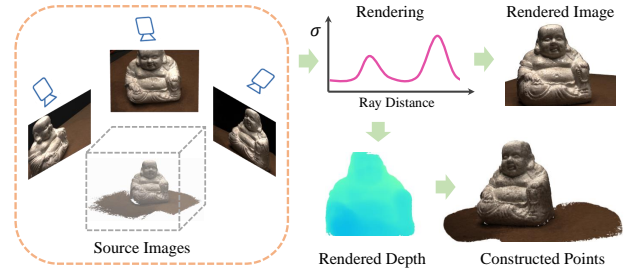 Rendering
Rendered Image
σ
Ray Distance
Source Images
Rendered Depth
Constructed Points